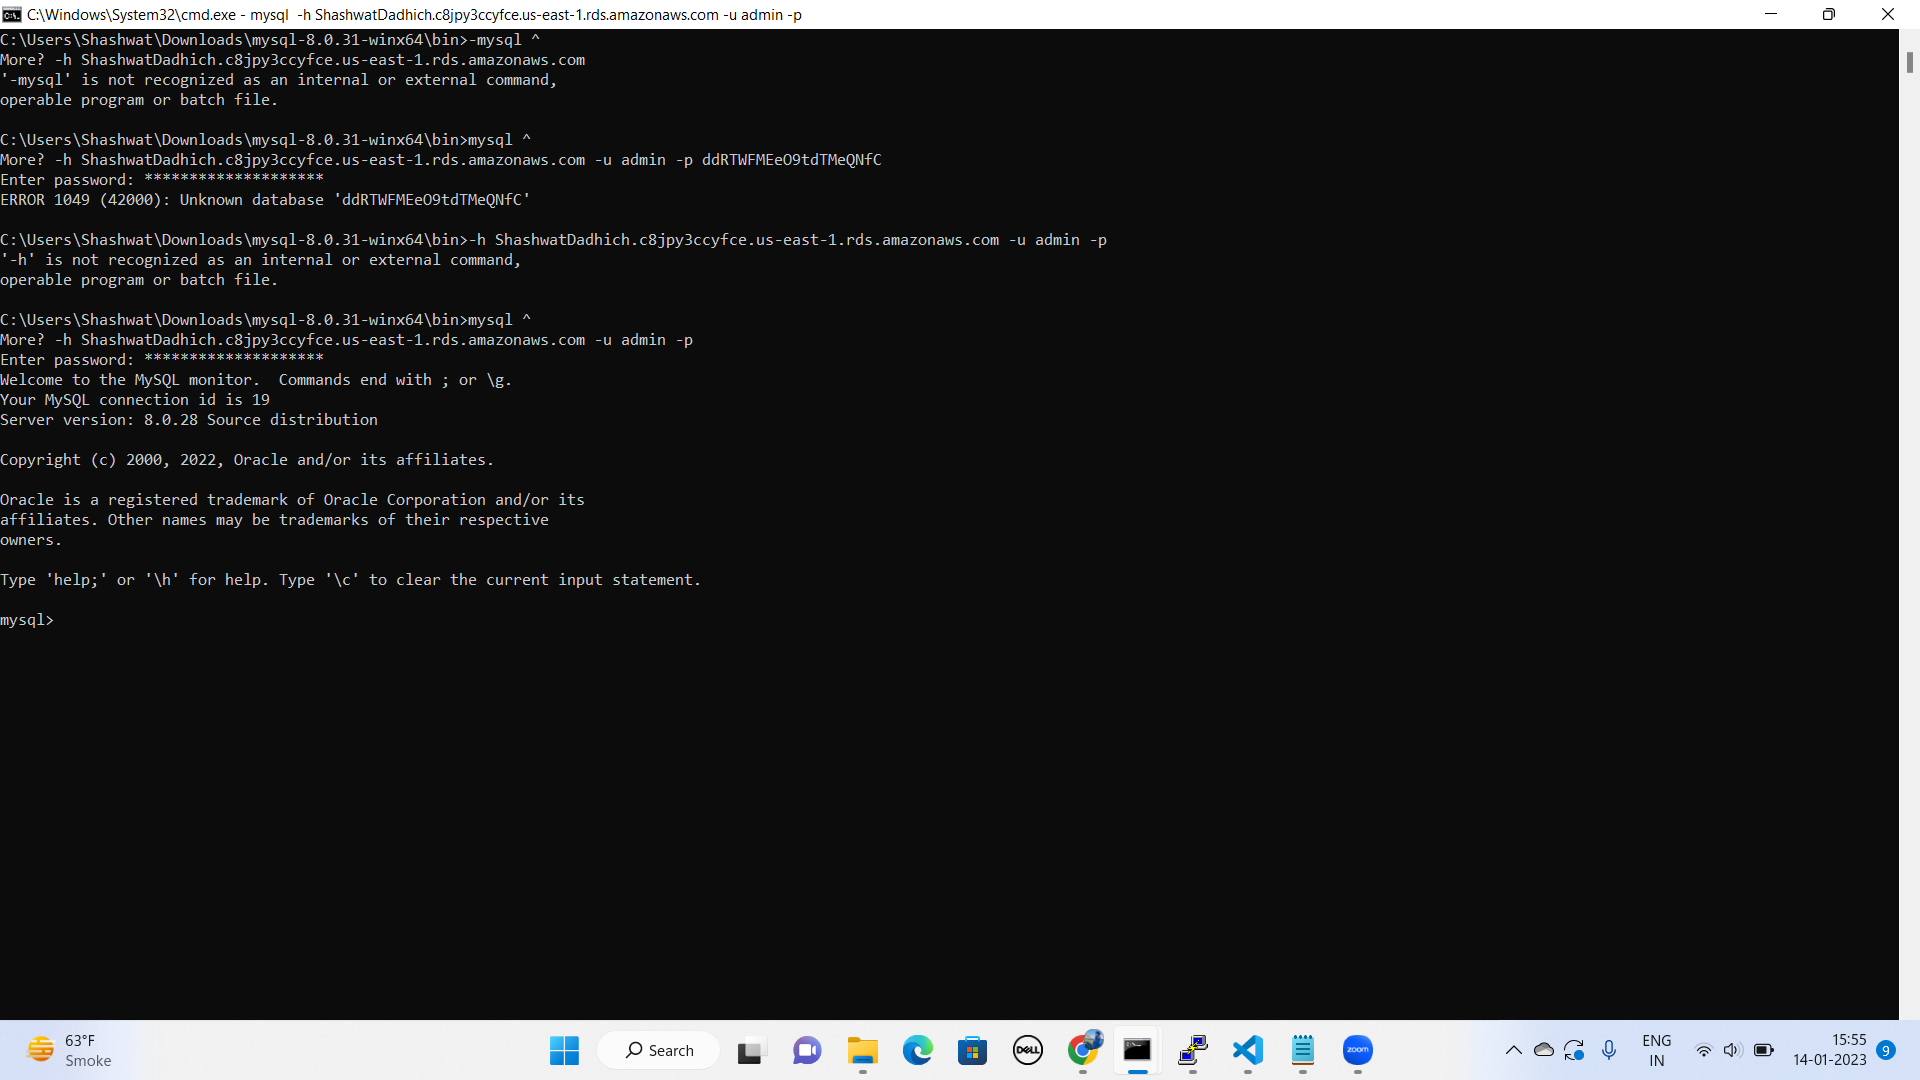 C:\Windows\System32\cmd.exe - mysql  -h ShashwatDadhich.c8jpy3ccyfce.us-east-1.rds.amazonaws.com -u admin -p
C:\Users\Shashwat\Downloads\mysql-8.0.31-winx64\bin>-mysql ^
More? -h ShashwatDadhich.c8jpy3ccyfce.us-east-1.rds.amazonaws.com
'-mysql' is not recognized as an internal or external command,
operable program or batch file.
C:\Users\Shashwat\Downloads\mysql-8.0.31-winx64\bin>mysql ^
More? -h ShashwatDadhich.c8jpy3ccyfce.us-east-1.rds.amazonaws.com -u admin -p ddRTWFMEeO9tdTMeQNfC
Enter password: ********************
ERROR 1049 (42000): Unknown database 'ddRTWFMEeO9tdTMeQNfC'
C:\Users\Shashwat\Downloads\mysql-8.0.31-winx64\bin>-h ShashwatDadhich.c8jpy3ccyfce.us-east-1.rds.amazonaws.com -u admin -p
'-h' is not recognized as an internal or external command,
operable program or batch file.
C:\Users\Shashwat\Downloads\mysql-8.0.31-winx64\bin>mysql ^
More? -h ShashwatDadhich.c8jpy3ccyfce.us-east-1.rds.amazonaws.com -u admin -p
Enter password: ********************
Welcome to the MySQL monitor.  Commands end with ; or \g.
Your MySQL connection id is 19
Server version: 8.0.28 Source distribution
Copyright (c) 2000, 2022, Oracle and/or its affiliates.
Oracle is a registered trademark of Oracle Corporation and/or its
affiliates. Other names may be trademarks of their respective
owners.
Type 'help;' or '\h' for help. Type '\c' to clear the current input statement.
mysql>
63°F
Smoke
Search
DELL
zoom
ENG
IN
15:55
14-01-2023
9